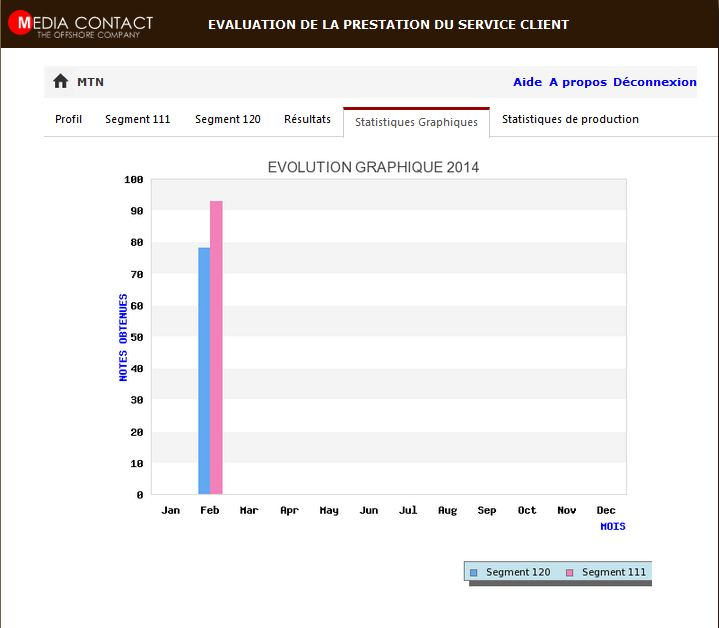 MEDIA CONTACT
THE OFFSHORE COMPANY
EVALUATION DE LA PRESTATION DU SERVICE CLIENT
MTN
Aide A propos Déconnexion
Profil Segment 111 Segment 120 Résultats Statistiques Graphiques Statistiques de production
EVOLUTION GRAPHIQUE 2014
100
90
80
70
60
50
40
30
20
10
0
NOTES OBTENUES
Jan Feb Mar Apr May Jun Jul Aug Sep Oct Nov Dec
MOIS
Segment 120 Segment 111